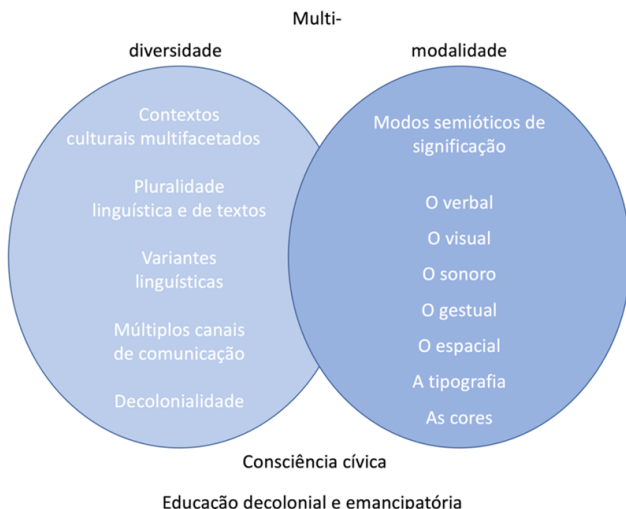 Multi-
diversidade
modalidade
Contextos
culturais multifacetados
Pluralidade
linguística e de textos
Variantes
linguísticas
Múltiplos canais
de comunicação
Decolonialidade
Modos semióticos de
significação
O verbal
O visual
O sonoro
O gestual
O espacial
A tipografia
As cores
Consciência cívica
Educação decolonial e emancipatória